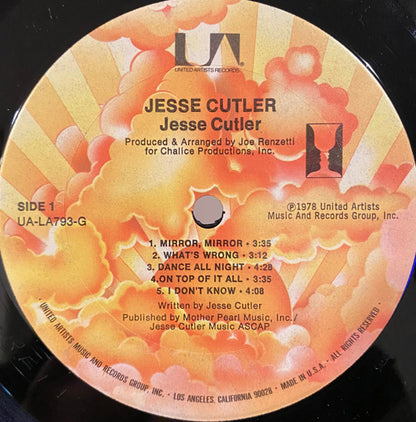 UA
UNITED ARTISTS RECORDS
JESSE CUTLER
Jesse Cutler
Produced & Arranged by Joe Renzetti
for Chalice Productions, Inc.
SIDE 1
UA-LA793-G
℗1978 United Artists
Music And Records Group, Inc.
1. MIRROR, MIRROR • 3:35
2. WHAT'S WRONG • 3:12
3. DANCE ALL NIGHT • 4:28
4.ON TOP OF IT ALL • 3:35
5. I DON'T KNOW • 4:08
Written by Jesse Cutler
Published by Mother Pearl Music, Inc./
Jesse Cutler Music ASCAP
• UNITED ARTISTS MUSIC AND RECORDS GROUP, INC. • LOS ANGELES, CALIFORNIA 90028 • MADE IN U.S.A. • ALL RIGHTS RESERVED •